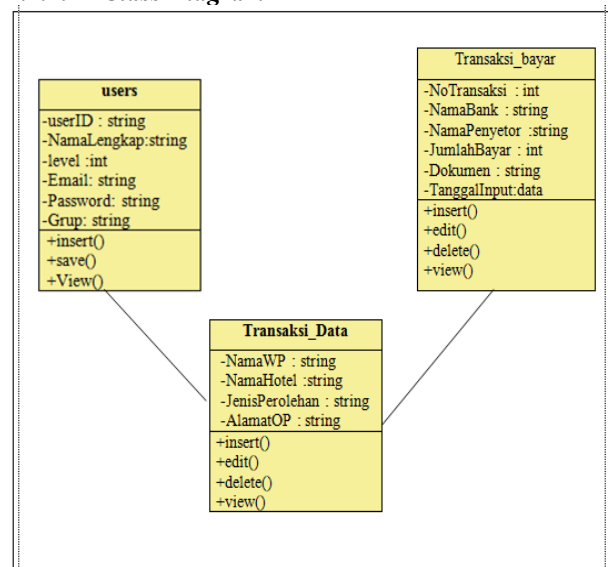 users
-userID : string
-NamaLengkap:string
-level :int
-Email: string
-Password: string
-Grup: string
+insert()
+save()
+View()
Transaksi_bayar
-NoTransaksi : int
-NamaBank : string
-NamaPenyetor :string
-JumlahBayar : int
-Dokumen : string
-TanggalInput:data
+insert()
+edit()
+delete()
+view()
Transaksi_Data
-NamaWP : string
-NamaHotel :string
-JenisPerolehan : string
-AlamatOP : string
+insert()
+edit()
+delete()
+view()